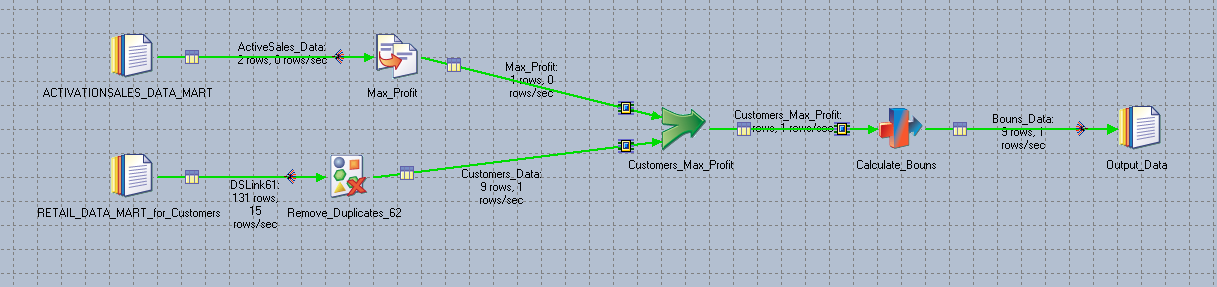 ActiveSales_Data:
2 rows, 0 rows/sec
ACTIVATIONSALES_DATA_MART
Max_Profit
Max_Profit:
1 rows, 0
rows/sec
Customers_Max_Profit
Customers_Max_Profit:
rows, 1 rows/sec
Calculate_Bouns
Bouns_Data:
9 rows, 1
rows/sec
Output_Data
RETAIL_DATA_MART_for_Customers
DSLink61:
131 rows,
15
rows/sec
Remove_Duplicates_62
Customers_Data:
9 rows, 1
rows/sec